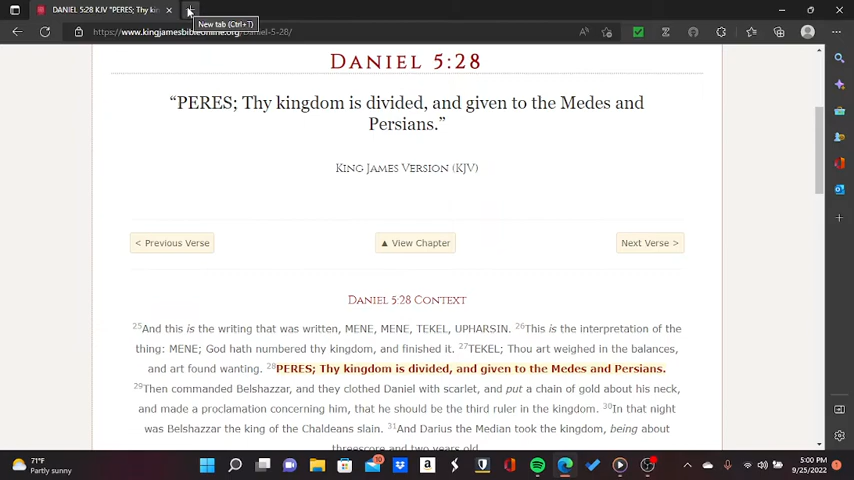 DANIEL 5:28 KJV "PERES; Thy kin
New tab (Ctrl+T)
https://www.kingjamesbibleonline.org/Daniel-5-28/
Daniel 5:28
“PERES; Thy kingdom is divided, and given to the Medes and
Persians.”
King James Version (KJV)
< Previous Verse
▲ View Chapter
Next Verse >
Daniel 5:28 Context
25And this is the writing that was written, MENE, MENE, TEKEL, UPHARSIN. 26This is the interpretation of the
thing: MENE; God hath numbered thy kingdom, and finished it. 27TEKEL; Thou art weighed in the balances,
and art found wanting. 28PERES; Thy kingdom is divided, and given to the Medes and Persians.
29Then commanded Belshazzar, and they clothed Daniel with scarlet, and put a chain of gold about his neck,
and made a proclamation concerning him, that he should be the third ruler in the kingdom. 30In that night
was Belshazzar the king of the Chaldeans slain. 31And Darius the Median took the kingdom, being about
threescore and two years old.
71°F
Partly sunny
10
5:00 PM
9/25/2022